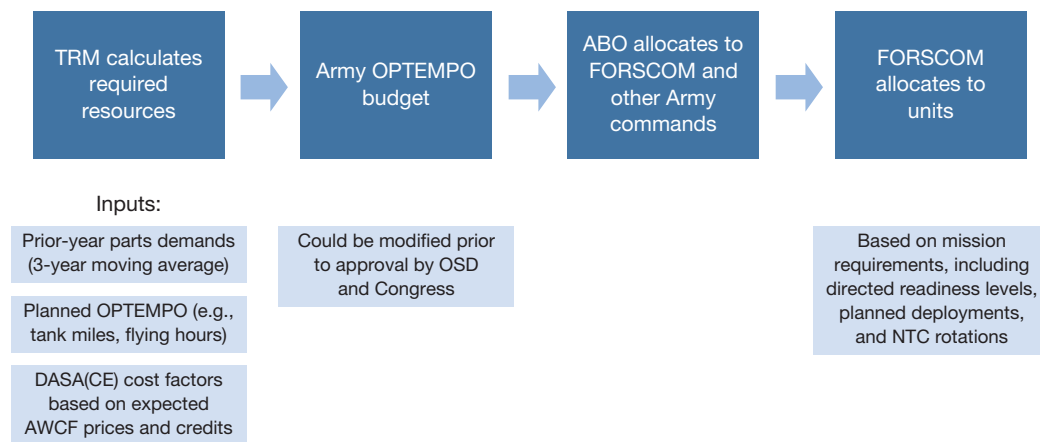 TRM calculates
required
resources
Army OPTEMPO
budget
ABO allocates to
FORSCOM and
other Army
commands
FORSCOM
allocates to
units
Inputs:
Prior-year parts demands
(3-year moving average)
Planned OPTEMPO (e.g.,
tank miles, flying hours)
DASA(CE) cost factors
based on expected
AWCF prices and credits
Could be modified prior
to approval by OSD
and Congress
Based on mission
requirements, including
directed readiness levels,
planned deployments,
and NTC rotations